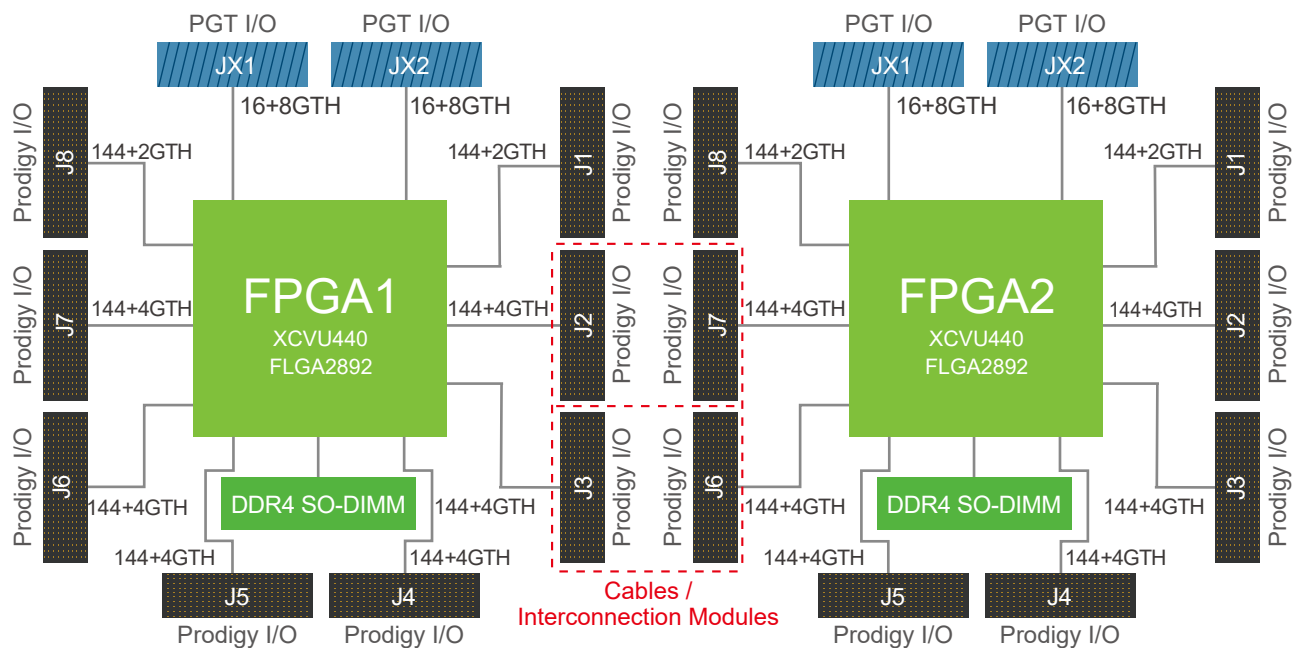 PGT I/O
PGT I/O
PGT I/O
PGT I/O
JX1
JX2
JX1
JX2
16+8GTH
16+8GTH
16+8GTH
16+8GTH
Prodigy I/O
J8
144+2GTH
144+2GTH
J1
Prodigy I/O
Prodigy I/O
J8
144+2GTH
144+2GTH
J1
Prodigy I/O
Prodigy I/O
J7
144+4GTH
FPGA1
XCVU440
FLGA2892
144+4GTH
J2
Prodigy I/O
Prodigy I/O
J7
144+4GTH
FPGA2
XCVU440
FLGA2892
144+4GTH
J2
Prodigy I/O
Prodigy I/O
J6
144+4GTH
DDR4 SO-DIMM
144+4GTH
J3
Prodigy I/O
Prodigy I/O
J6
144+4GTH
DDR4 SO-DIMM
144+4GTH
J3
Prodigy I/O
144+4GTH
144+4GTH
144+4GTH
144+4GTH
J5
J4
J5
J4
Prodigy I/O
Prodigy I/O
Prodigy I/O
Prodigy I/O
Cables /
Interconnection Modules